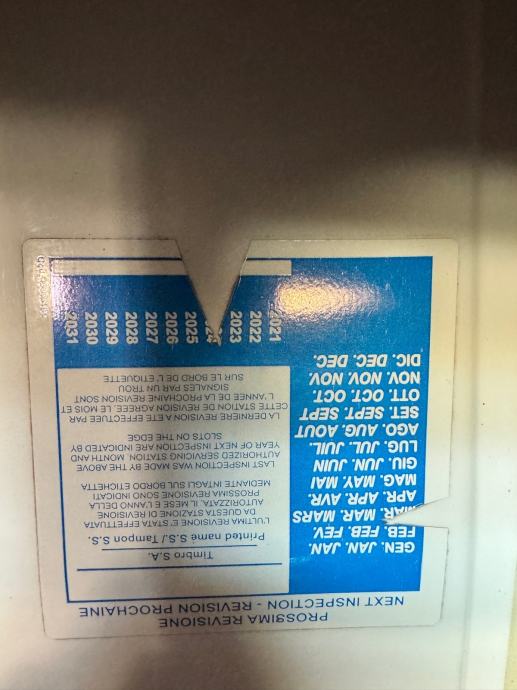 PROSSIMA REVISIONE
NEXT INSPECTION - REVISION PROCHAINE
Timbro S.A.
Printed name S.S./ Tampon S.S.
L'ULTIMA REVISIONE E' STATA EFFETTUATA
DA QUESTA STAZIONE DI REVISIONE
AUTORIZZATA, IL MESE E L'ANNO DELLA
PROSSIMA REVISIONE SONO INDICATI
MEDIANTE INTAGLI SUL BORDO ETICHETTA
LAST INSPECTION WAS MADE BY THE ABOVE
AUTHORIZED SERVICING STATION, MONTH AND
YEAR OF NEXT INSPECTION ARE INDICATED BY
SLOTS ON THE EDGE
LA DERNIERE REVISION A ETE EFFECTUEE PAR
CETTE STATION DE REVISION AGREEE, LE MOIS ET
L'ANNEE DE LA PROCHAINE REVISION SONT
SIGNALES PAR UN TROU
SUR LE BORD DE L'ETIQUETTE
GEN. JAN. JAN.
FEB. FEB. FEV.
MAR. MAR. MARS
APR. APR. AVR.
MAG. MAY. MAI
GIU. JUN. JUIN
LUG. JUL. JUIL.
AGO. AUG. AOUT
SET. SEPT. SEPT
OTT. OCT. OCT.
NOV. NOV. NOV.
DIC. DEC. DEC.
2021
2022
2023
2025
2026
2027
2028
2029
2030
2031